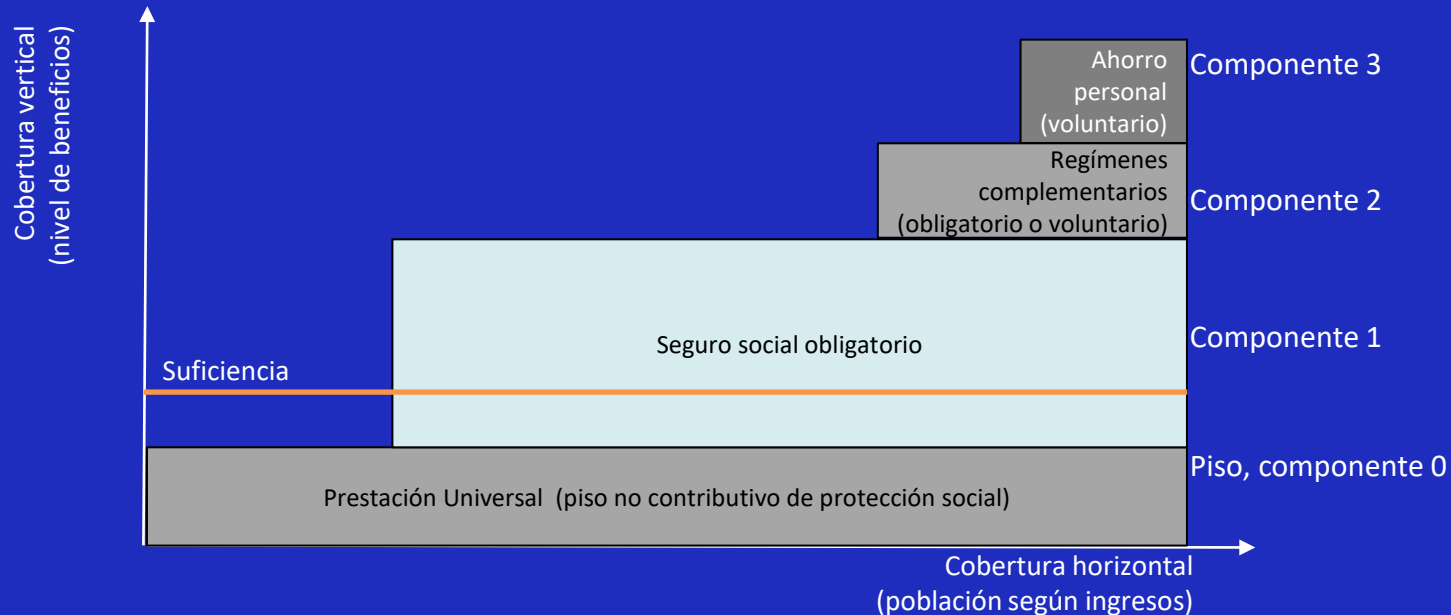 Cobertura vertical
(nivel de beneficios)
Ahorro
personal
(voluntario)
Componente 3
Regímenes
complementarios
(obligatorio o voluntario)
Componente 2
Seguro social obligatorio
Componente 1
Suficiencia
Prestación Universal (piso no contributivo de protección social)
Piso, componente 0
Cobertura horizontal
(población según ingresos)